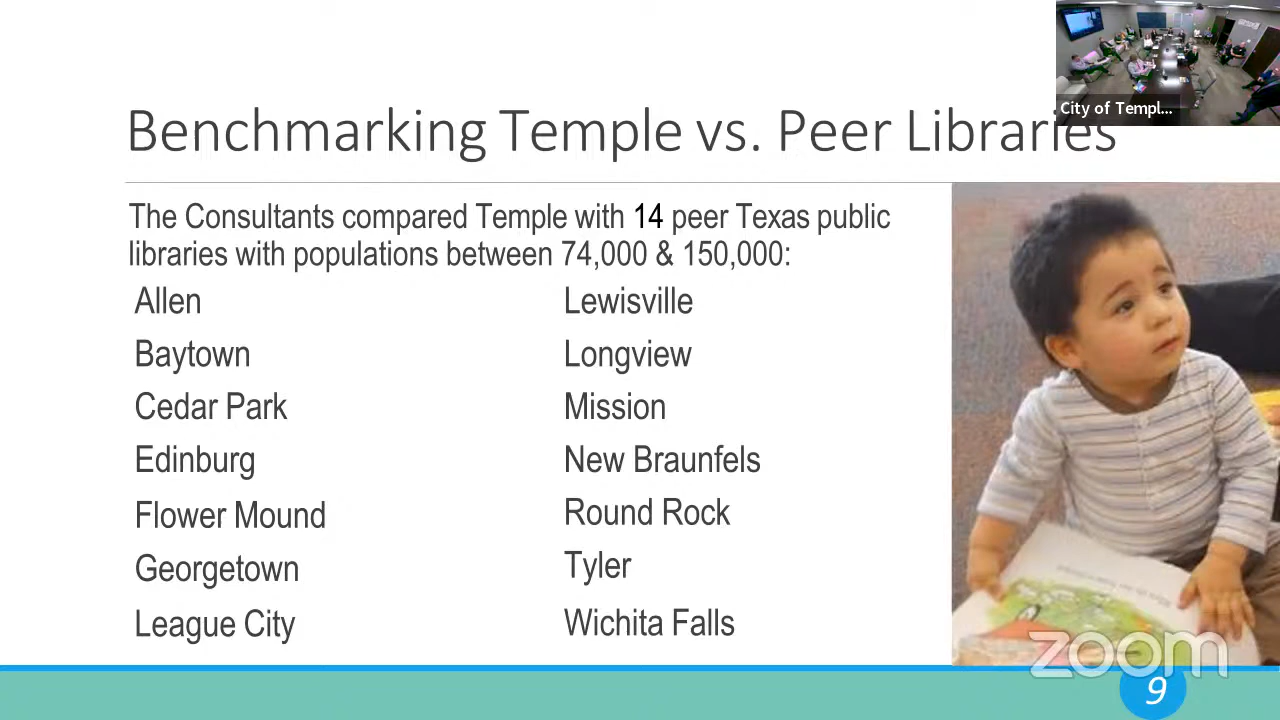 City of Templ...
Benchmarking Temple vs. Peer Libraries
The Consultants compared Temple with 14 peer Texas public
libraries with populations between 74,000 & 150,000:
Allen
Baytown
Cedar Park
Edinburg
Flower Mound
Georgetown
League City
Lewisville
Longview
Mission
New Braunfels
Round Rock
Tyler
Wichita Falls
zoom
9